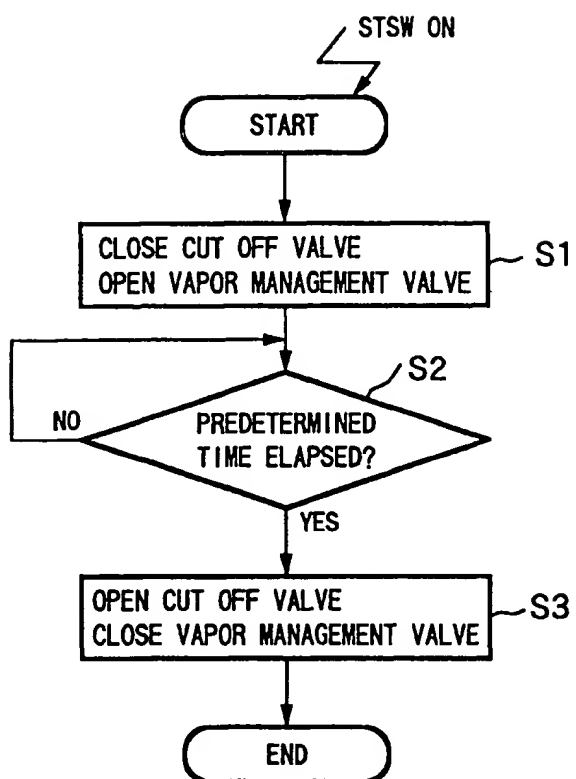 STSW ON
START
CLOSE CUT OFF VALVE
OPEN VAPOR MANAGEMENT VALVE
S1
S2
NO
PREDETERMINED
TIME ELAPSED?
YES
OPEN CUT OFF VALVE
CLOSE VAPOR MANAGEMENT VALVE
S3
END